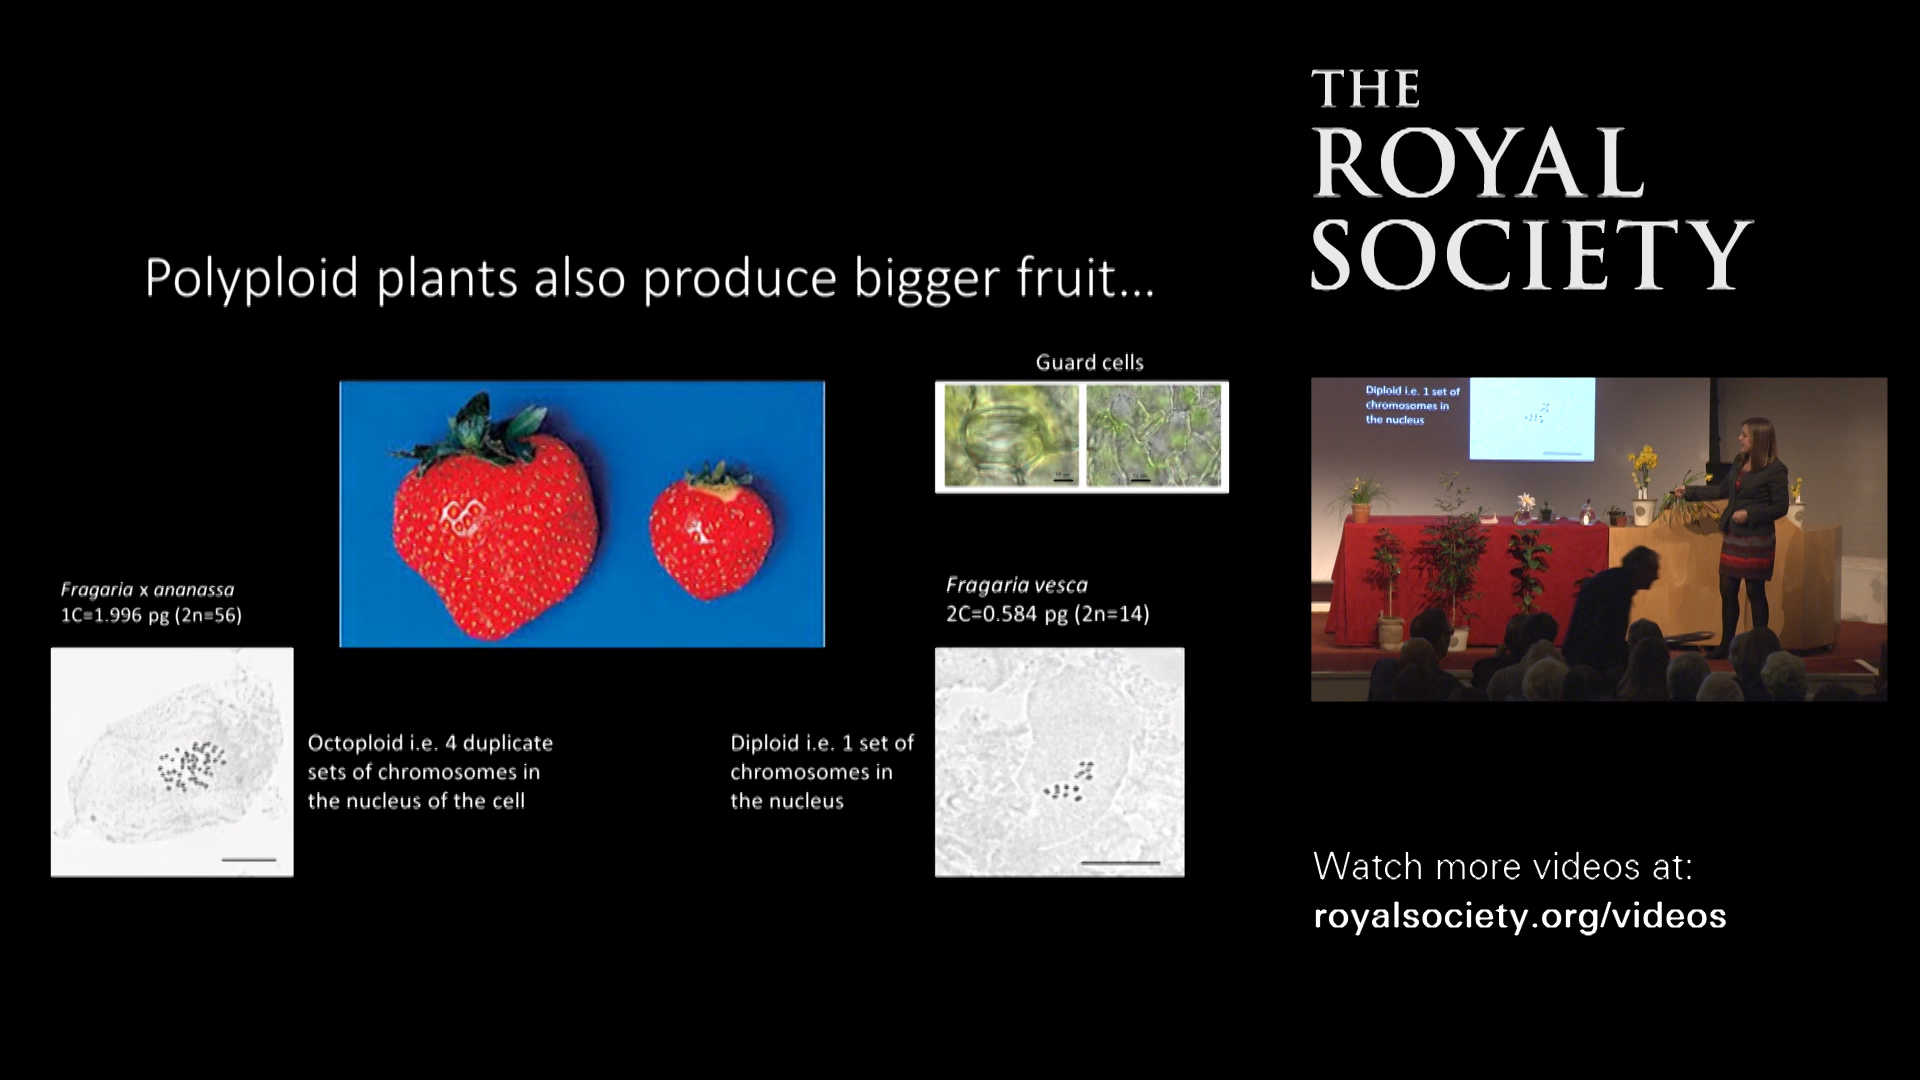 THE
ROYAL
SOCIETY
Polyploid plants also produce bigger fruit...
Guard cells
Fragaria x ananassa
1C=1.996 pg (2n=56)
Fragaria vesca
2C=0.584 pg (2n=14)
Octoploid i.e. 4 duplicate
sets of chromosomes in
the nucleus of the cell
Diploid i.e. 1 set of
chromosomes in
the nucleus
Diploid i.e. 1 set of
chromosomes in
the nucleus
Watch more videos at:
royalsociety.org/videos